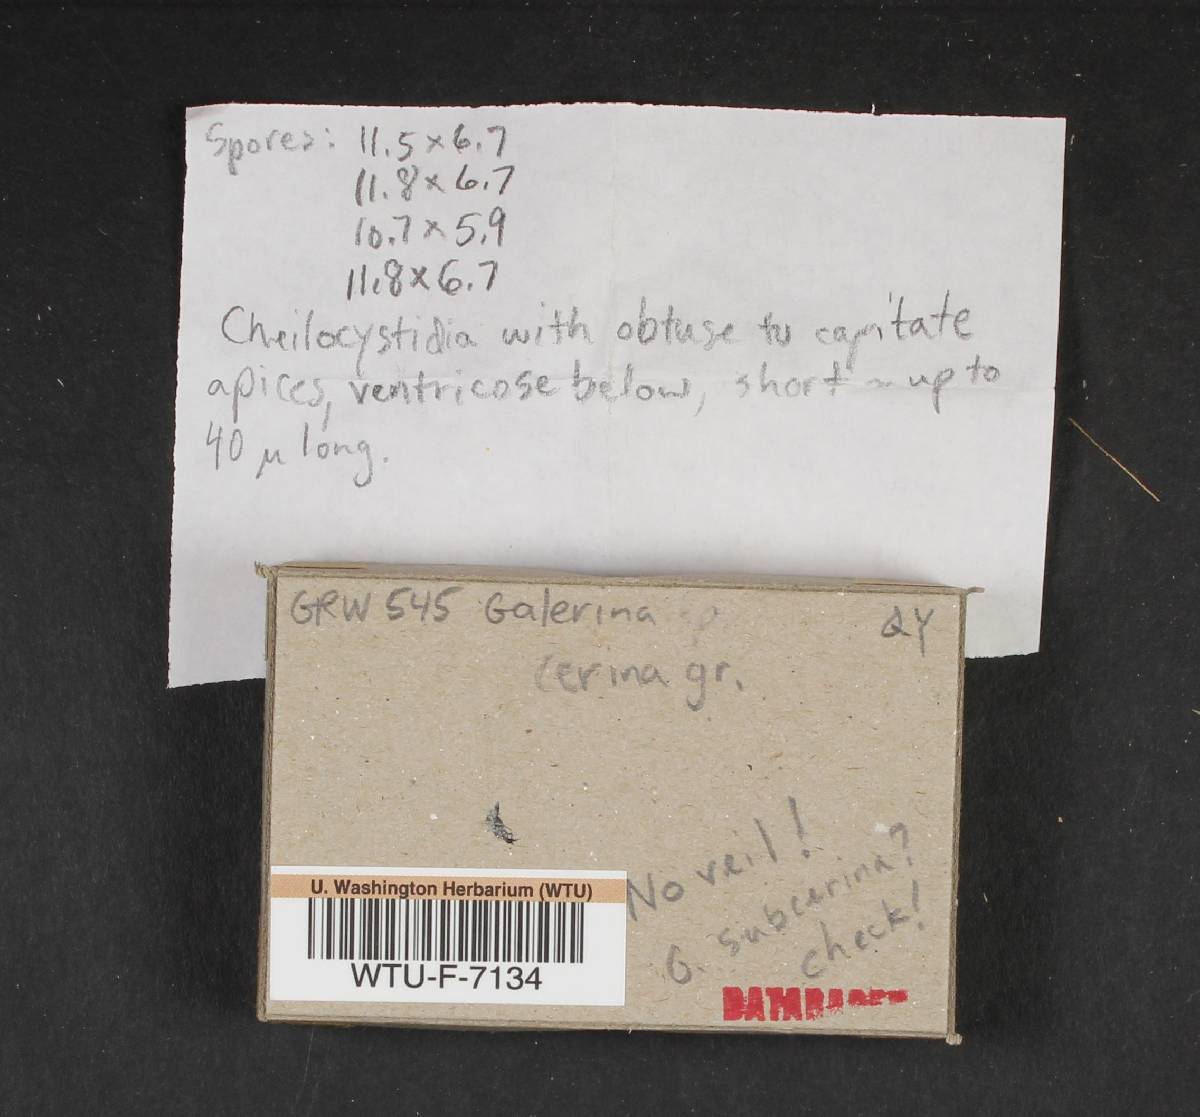 Spores: 11.5 x 6.7
11.8 x 6.7
10.7 x 5.9
11.8 x 6.7
Cheilocystidia with obtuse to capitate
apices, ventricose below, short ~ up to
40 µ long.
GRW 545 Galerina
cerina gr.
No veil!
G. subcerina?
check!
U. Washington Herbarium (WTU)
WTU-F-7134